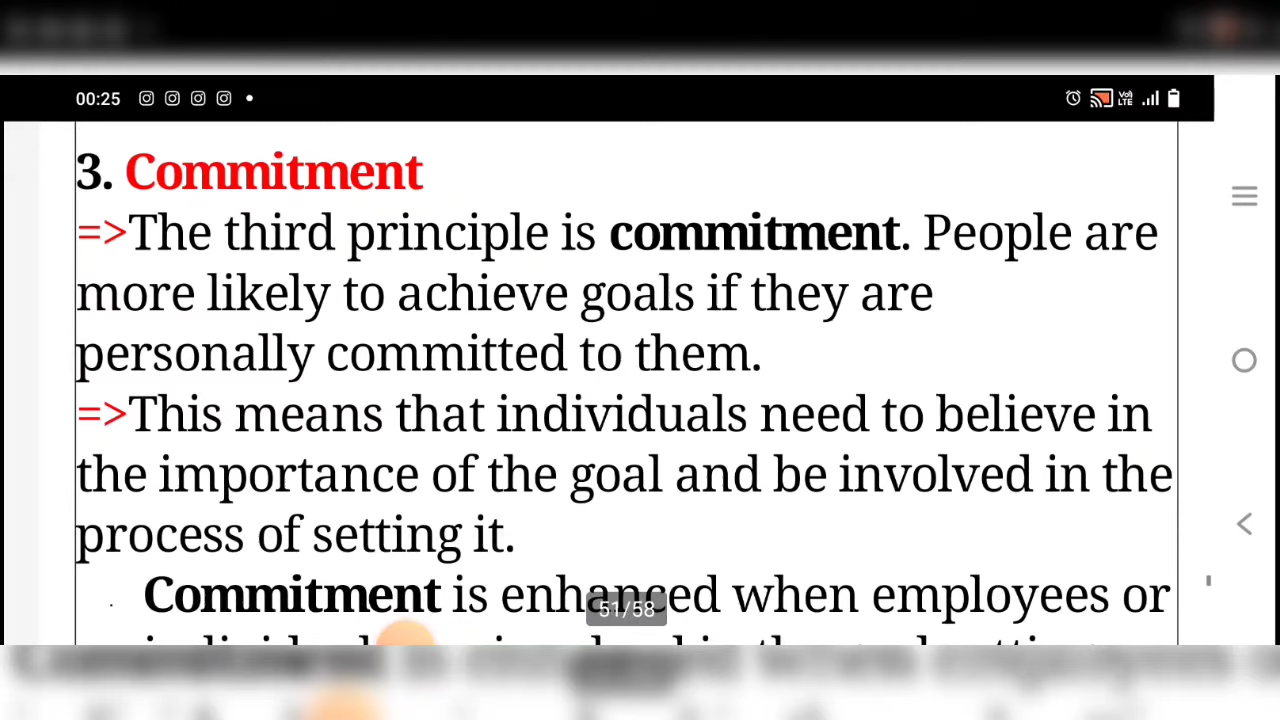 00:25
VoI LTE
3. Commitment
=>The third principle is commitment. People are
more likely to achieve goals if they are
personally committed to them.
=>This means that individuals need to believe in
the importance of the goal and be involved in the
process of setting it.
Commitment is enhanced when employees or
51/58